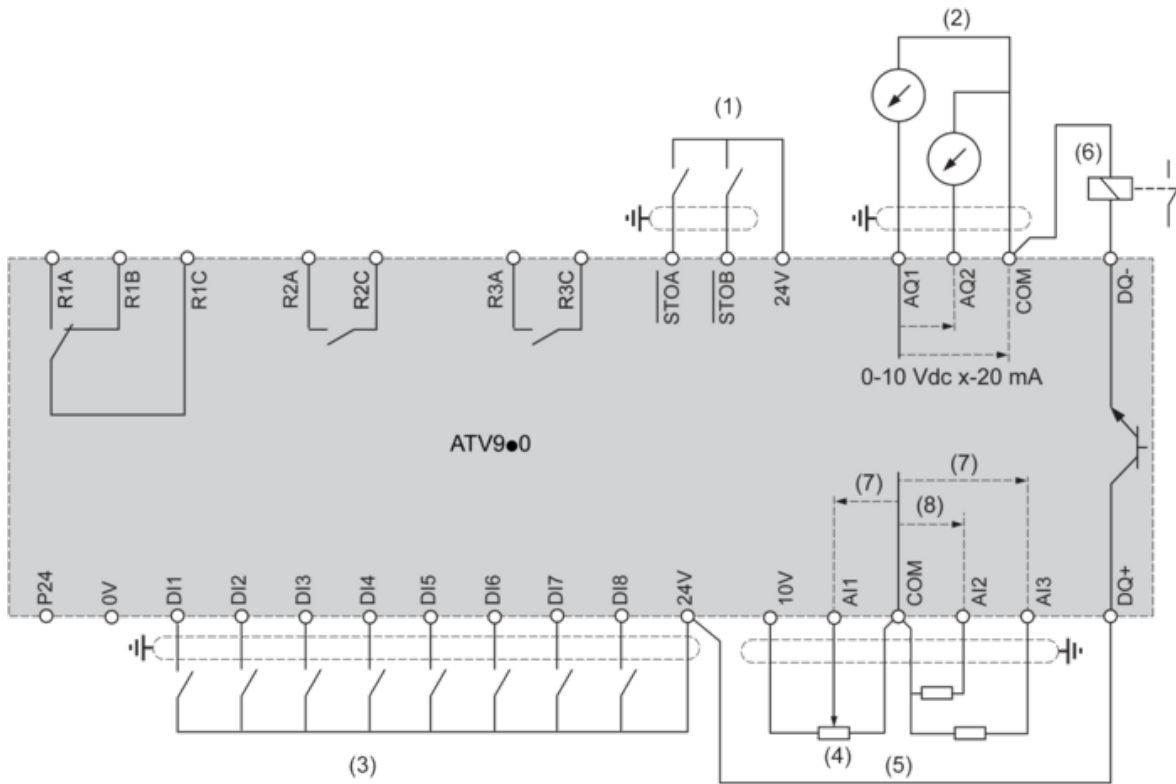 (2)
(1)
(6)
R1A
R1B
R1C
R2A
R2C
R3A
R3C
STOA
STOB
24V
AQ1
AQ2
COM
DQ-
0-10 Vdc x-20 mA
ATV9●0
(7)
(7)
(8)
P24
0V
DI1
DI2
DI3
DI4
DI5
DI6
DI7
DI8
24V
10V
AI1
COM
AI2
AI3
DQ+
(3)
(4)
(5)